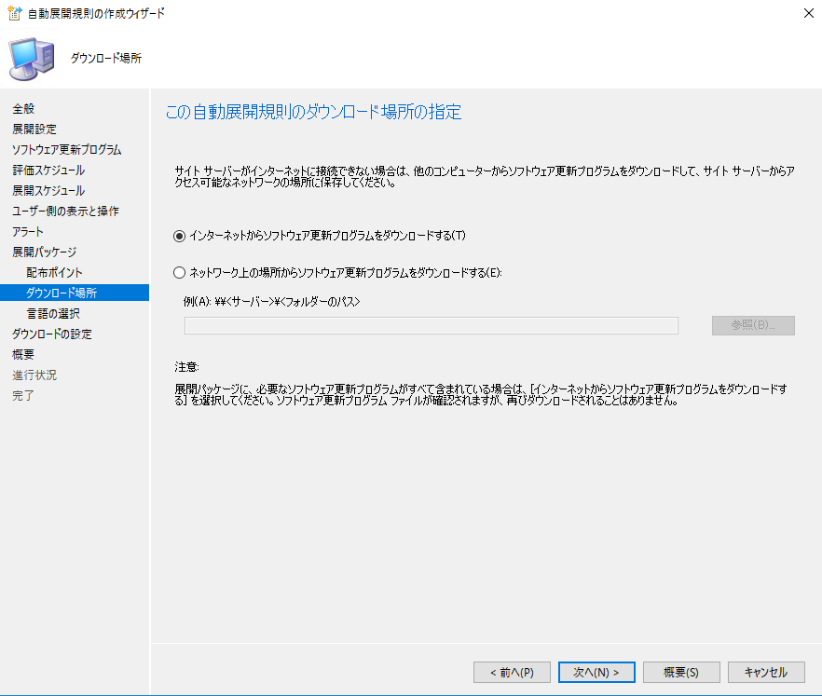 自動展開規則の作成ウィザード
ダウンロード場所
全般
展開設定
ソフトウェア更新プログラム
評価スケジュール
展開スケジュール
ユーザー側の表示と操作
アラート
展開パッケージ
配布ポイント
ダウンロード場所
言語の選択
ダウンロードの設定
概要
進行状況
完了
この自動展開規則のダウンロード場所の指定
サイト サーバーがインターネットに接続できない場合は、他のコンピューターからソフトウェア更新プログラムをダウンロードして、サイト サーバーからア
クセス可能なネットワークの場所に保存してください。
インターネットからソフトウェア更新プログラムをダウンロードする(T)
ネットワーク上の場所からソフトウェア更新プログラムをダウンロードする(E):
例(A): ¥¥<サーバー>¥<フォルダーのパス>
参照(B)...
注意:
展開パッケージに、必要なソフトウェア更新プログラムがすべて含まれている場合は、[インターネットからソフトウェア更新プログラムをダウンロードす
る] を選択してください。ソフトウェア更新プログラム ファイルが確認されますが、再びダウンロードされることはありません。
< 前へ(P)
次へ(N) >
概要(S)
キャンセル